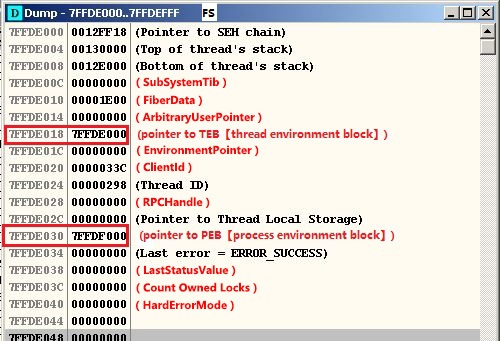 D Dump - 7FFDE000..7FFDEFFF FS
7FFDE000 0012FF18 (Pointer to SEH chain)
7FFDE004 00130000 (Top of thread's stack)
7FFDE008 0012E000 (Bottom of thread's stack)
7FFDE00C 00000000 ( SubSystemTib )
7FFDE010 00001E00 ( FiberData )
7FFDE014 00000000 ( ArbitraryUserPointer )
7FFDE018 7FFDE000 (pointer to TEB【thread environment block】)
7FFDE01C 00000000 ( EnvironmentPointer )
7FFDE020 0000033C ( ClientId )
7FFDE024 00000298 (Thread ID)
7FFDE028 00000000 ( RPCHandle )
7FFDE02C 00000000 (Pointer to Thread Local Storage)
7FFDE030 7FFDF000 (pointer to PEB【process environment block】)
7FFDE034 00000000 (Last error = ERROR_SUCCESS)
7FFDE038 00000000 ( LastStatusValue )
7FFDE03C 00000000 ( Count Owned Locks )
7FFDE040 00000000 ( HardErrorMode )
7FFDE044 00000000
7FFDE048 00000000